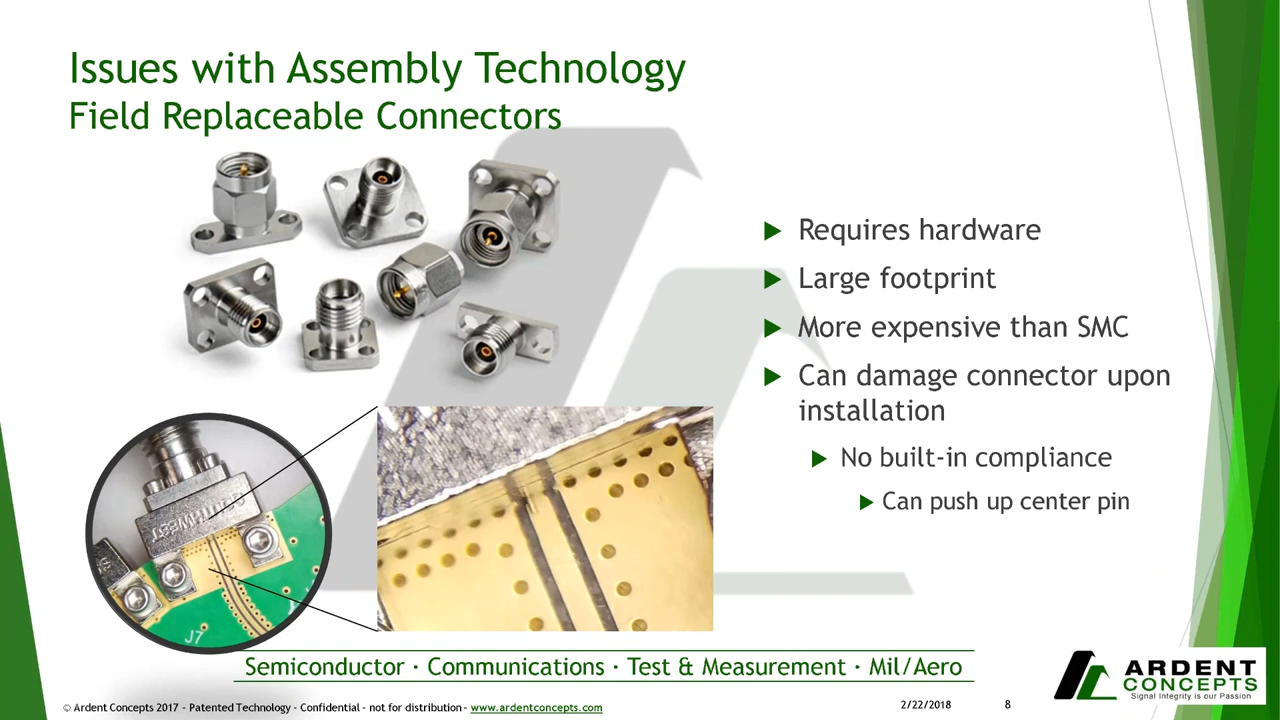 Issues with Assembly Technology
Field Replaceable Connectors
Requires hardware
Large footprint
More expensive than SMC
Can damage connector upon
installation
No built-in compliance
Can push up center pin
J7
Semiconductor · Communications · Test & Measurement · Mil/Aero
ARDENT
CONCEPTS
Signal Integrity is our Passion
© Ardent Concepts 2017 - Patented Technology - Confidential - not for distribution - www.ardentconcepts.com
2/22/2018
8